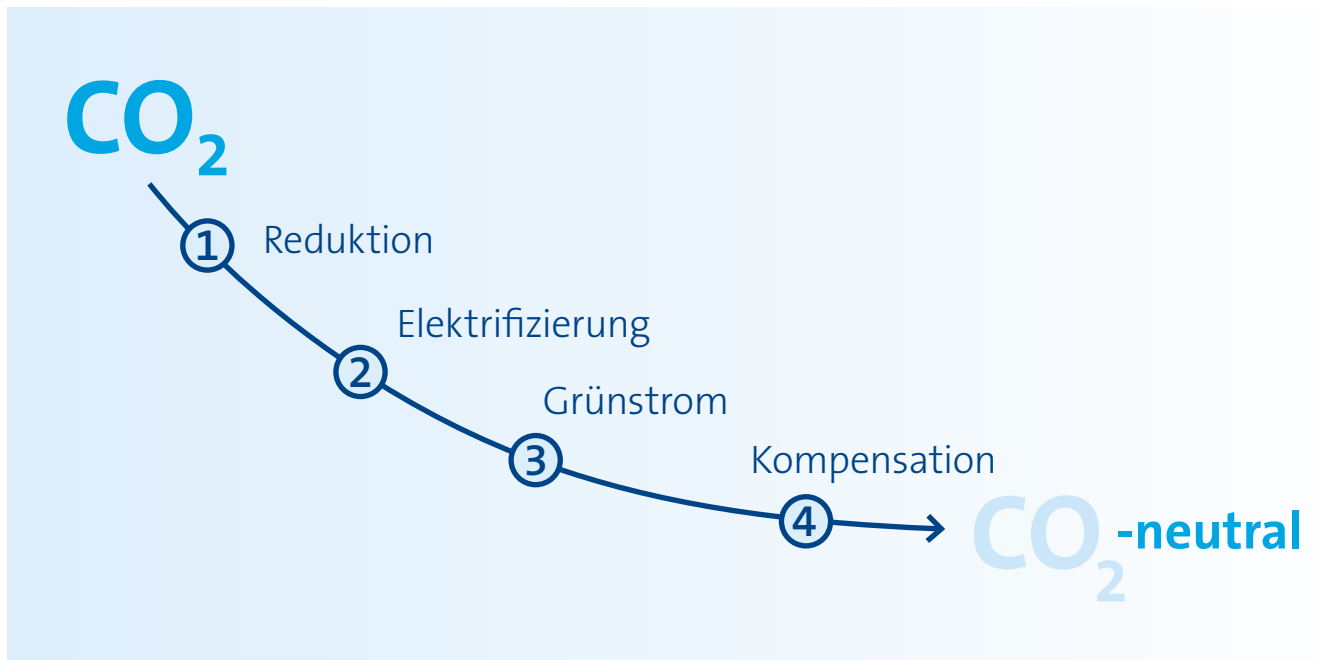 CO₂
1 Reduktion
Elektrifizierung
2
Grünstrom
3
Kompensation
4
CO₂-neutral